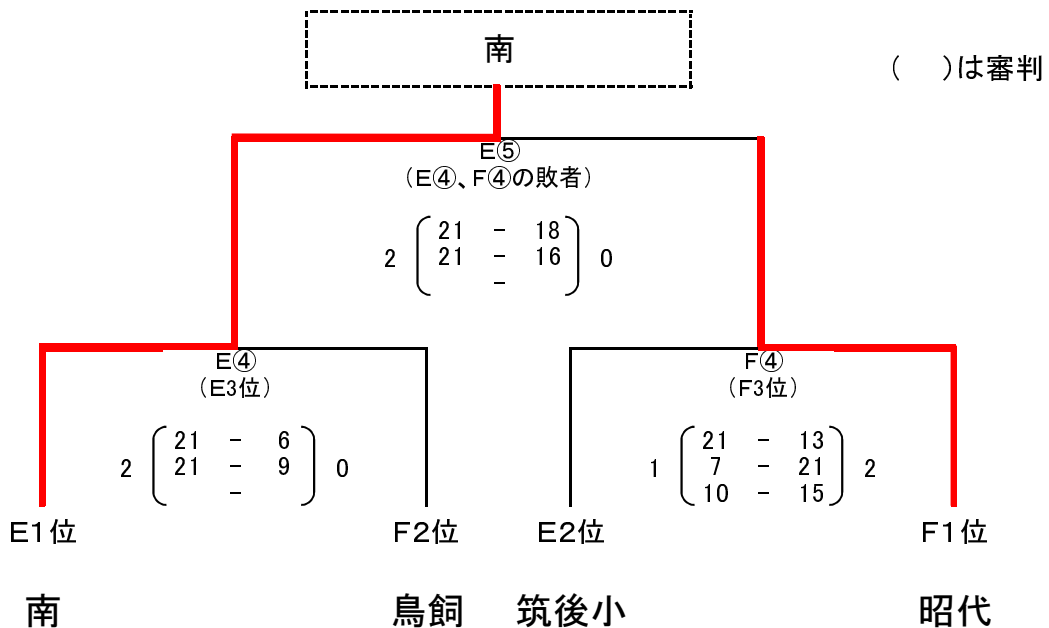 南
(　)は審判
E⑤
(E④、F④の敗者)
2 21 - 18 0
21 - 16
-
E④
(E3位)
2 21 - 6 0
21 - 9
-
F④
(F3位)
1 21 - 13 2
7 - 21
10 - 15
E1位 F2位 E2位 F1位
南 鳥飼 筑後小 昭代